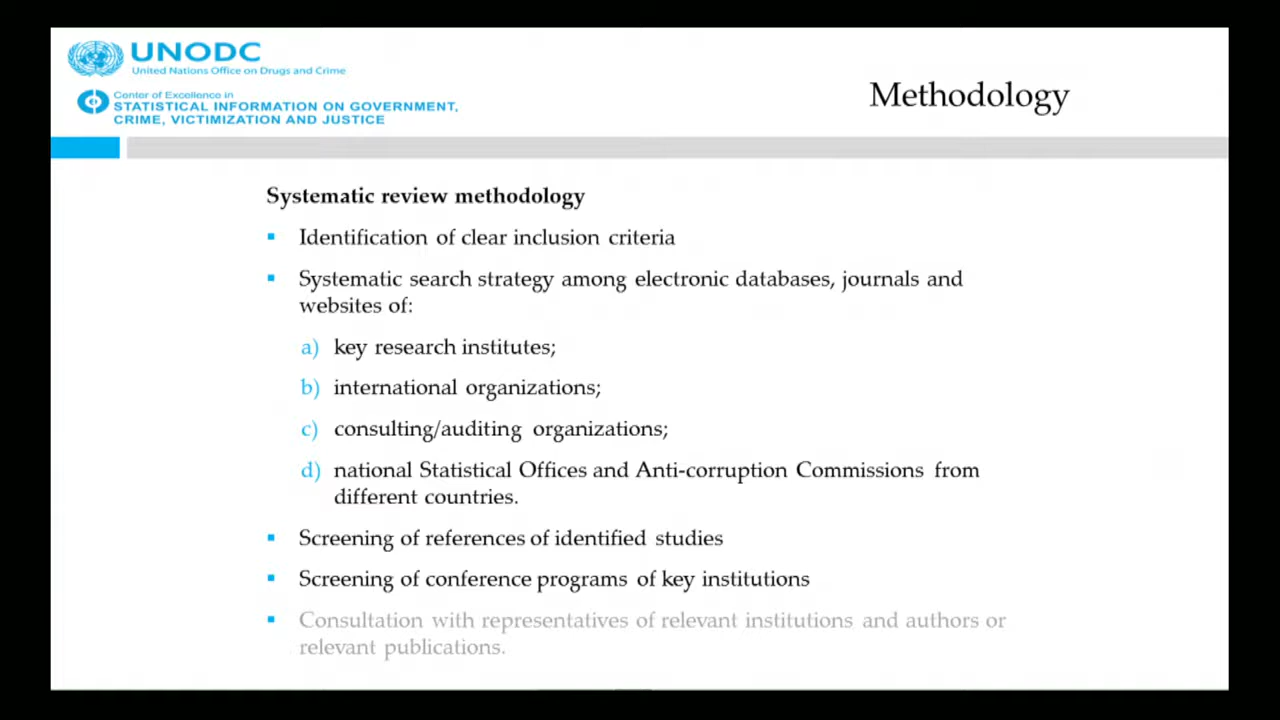 UNODC
United Nations Office on Drugs and Crime
Center of Excellence in
STATISTICAL INFORMATION ON GOVERNMENT,
CRIME, VICTIMIZATION AND JUSTICE
Methodology
Systematic review methodology
▪ Identification of clear inclusion criteria
▪ Systematic search strategy among electronic databases, journals and
websites of:
a) key research institutes;
b) international organizations;
c) consulting/auditing organizations;
d) national Statistical Offices and Anti-corruption Commissions from
different countries.
▪ Screening of references of identified studies
▪ Screening of conference programs of key institutions
▪ Consultation with representatives of relevant institutions and authors or
relevant publications.